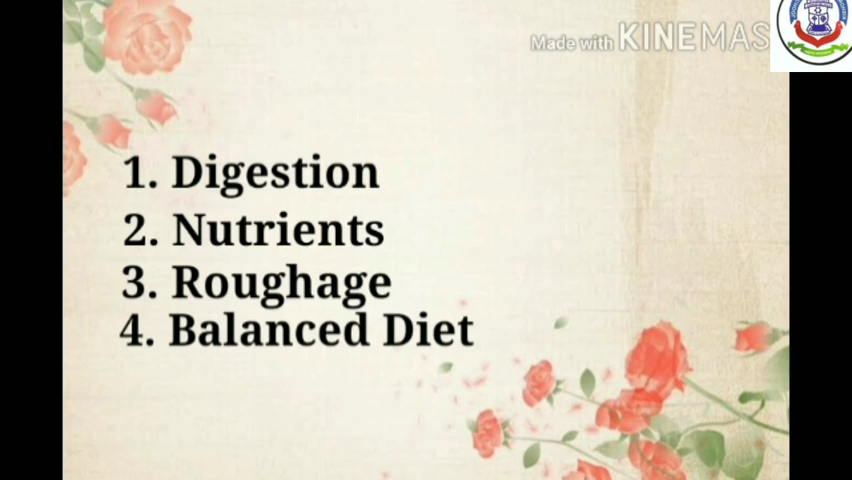 Made with KINEMAS
1. Digestion
2. Nutrients
3. Roughage
4. Balanced Diet